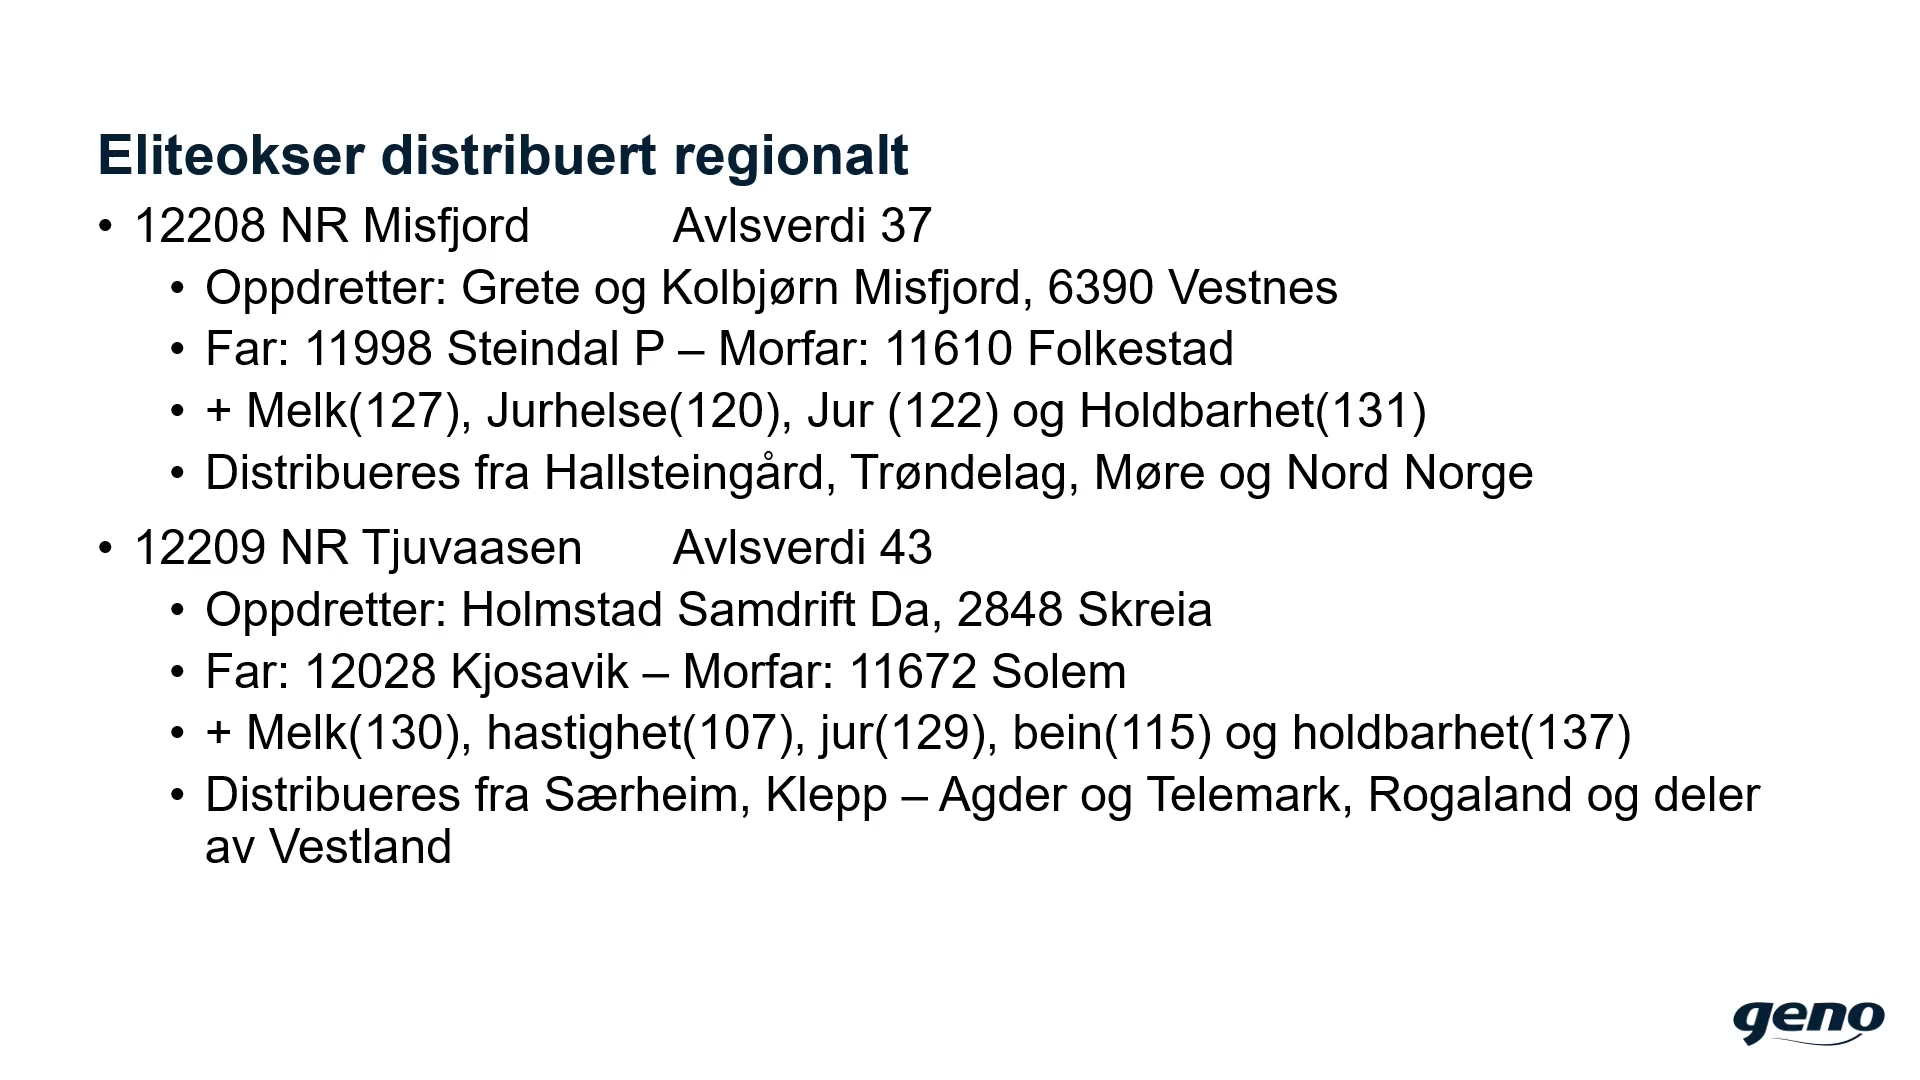 Eliteokser distribuert regionalt
• 12208 NR Misfjord Avlsverdi 37
• Oppdretter: Grete og Kolbjørn Misfjord, 6390 Vestnes
• Far: 11998 Steindal P – Morfar: 11610 Folkestad
• + Melk(127), Jurhelse(120), Jur (122) og Holdbarhet(131)
• Distribueres fra Hallsteingård, Trøndelag, Møre og Nord Norge
• 12209 NR Tjuvaasen Avlsverdi 43
• Oppdretter: Holmstad Samdrift Da, 2848 Skreia
• Far: 12028 Kjosavik – Morfar: 11672 Solem
• + Melk(130), hastighet(107), jur(129), bein(115) og holdbarhet(137)
• Distribueres fra Særheim, Klepp – Agder og Telemark, Rogaland og deler
av Vestland
geno